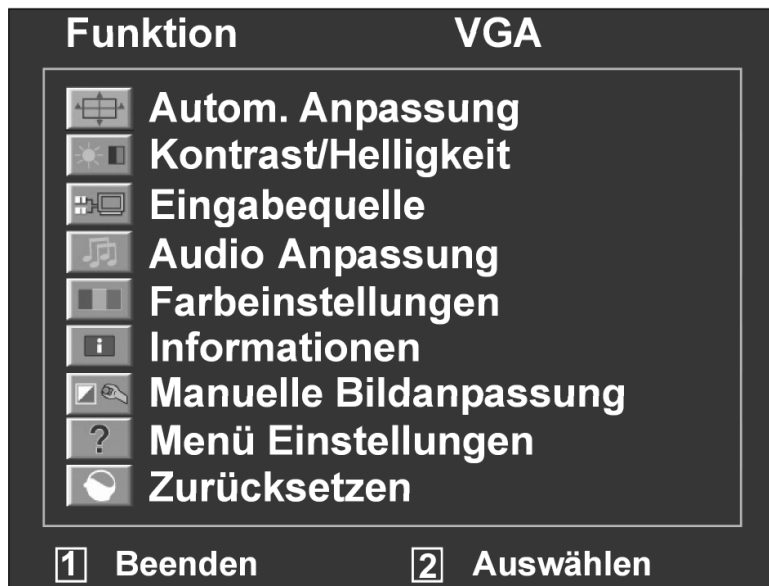 Funktion VGA
Autom. Anpassung
Kontrast/Helligkeit
Eingabequelle
Audio Anpassung
Farbeinstellungen
Informationen
Manuelle Bildanpassung
? Menü Einstellungen
Zurücksetzen
1 Beenden 2 Auswählen